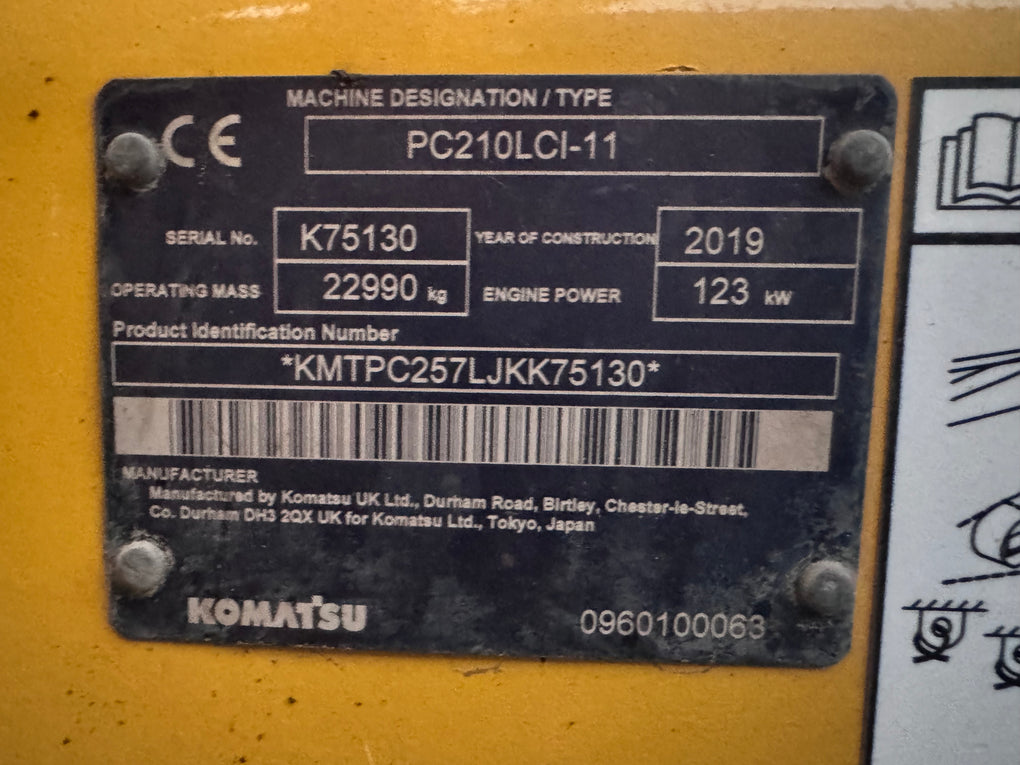 MACHINE DESIGNATION / TYPE
CE
PC210LCI-11
SERIAL No. K75130 YEAR OF CONSTRUCTION 2019
OPERATING MASS 22990 kg ENGINE POWER 123 kW
Product Identification Number
*KMTPC257LJKK75130*
MANUFACTURER
Manufactured by Komatsu UK Ltd., Durham Road, Birtley, Chester-le-Street,
Co. Durham DH3 2QX UK for Komatsu Ltd., Tokyo, Japan
KOMATSU 0960100063